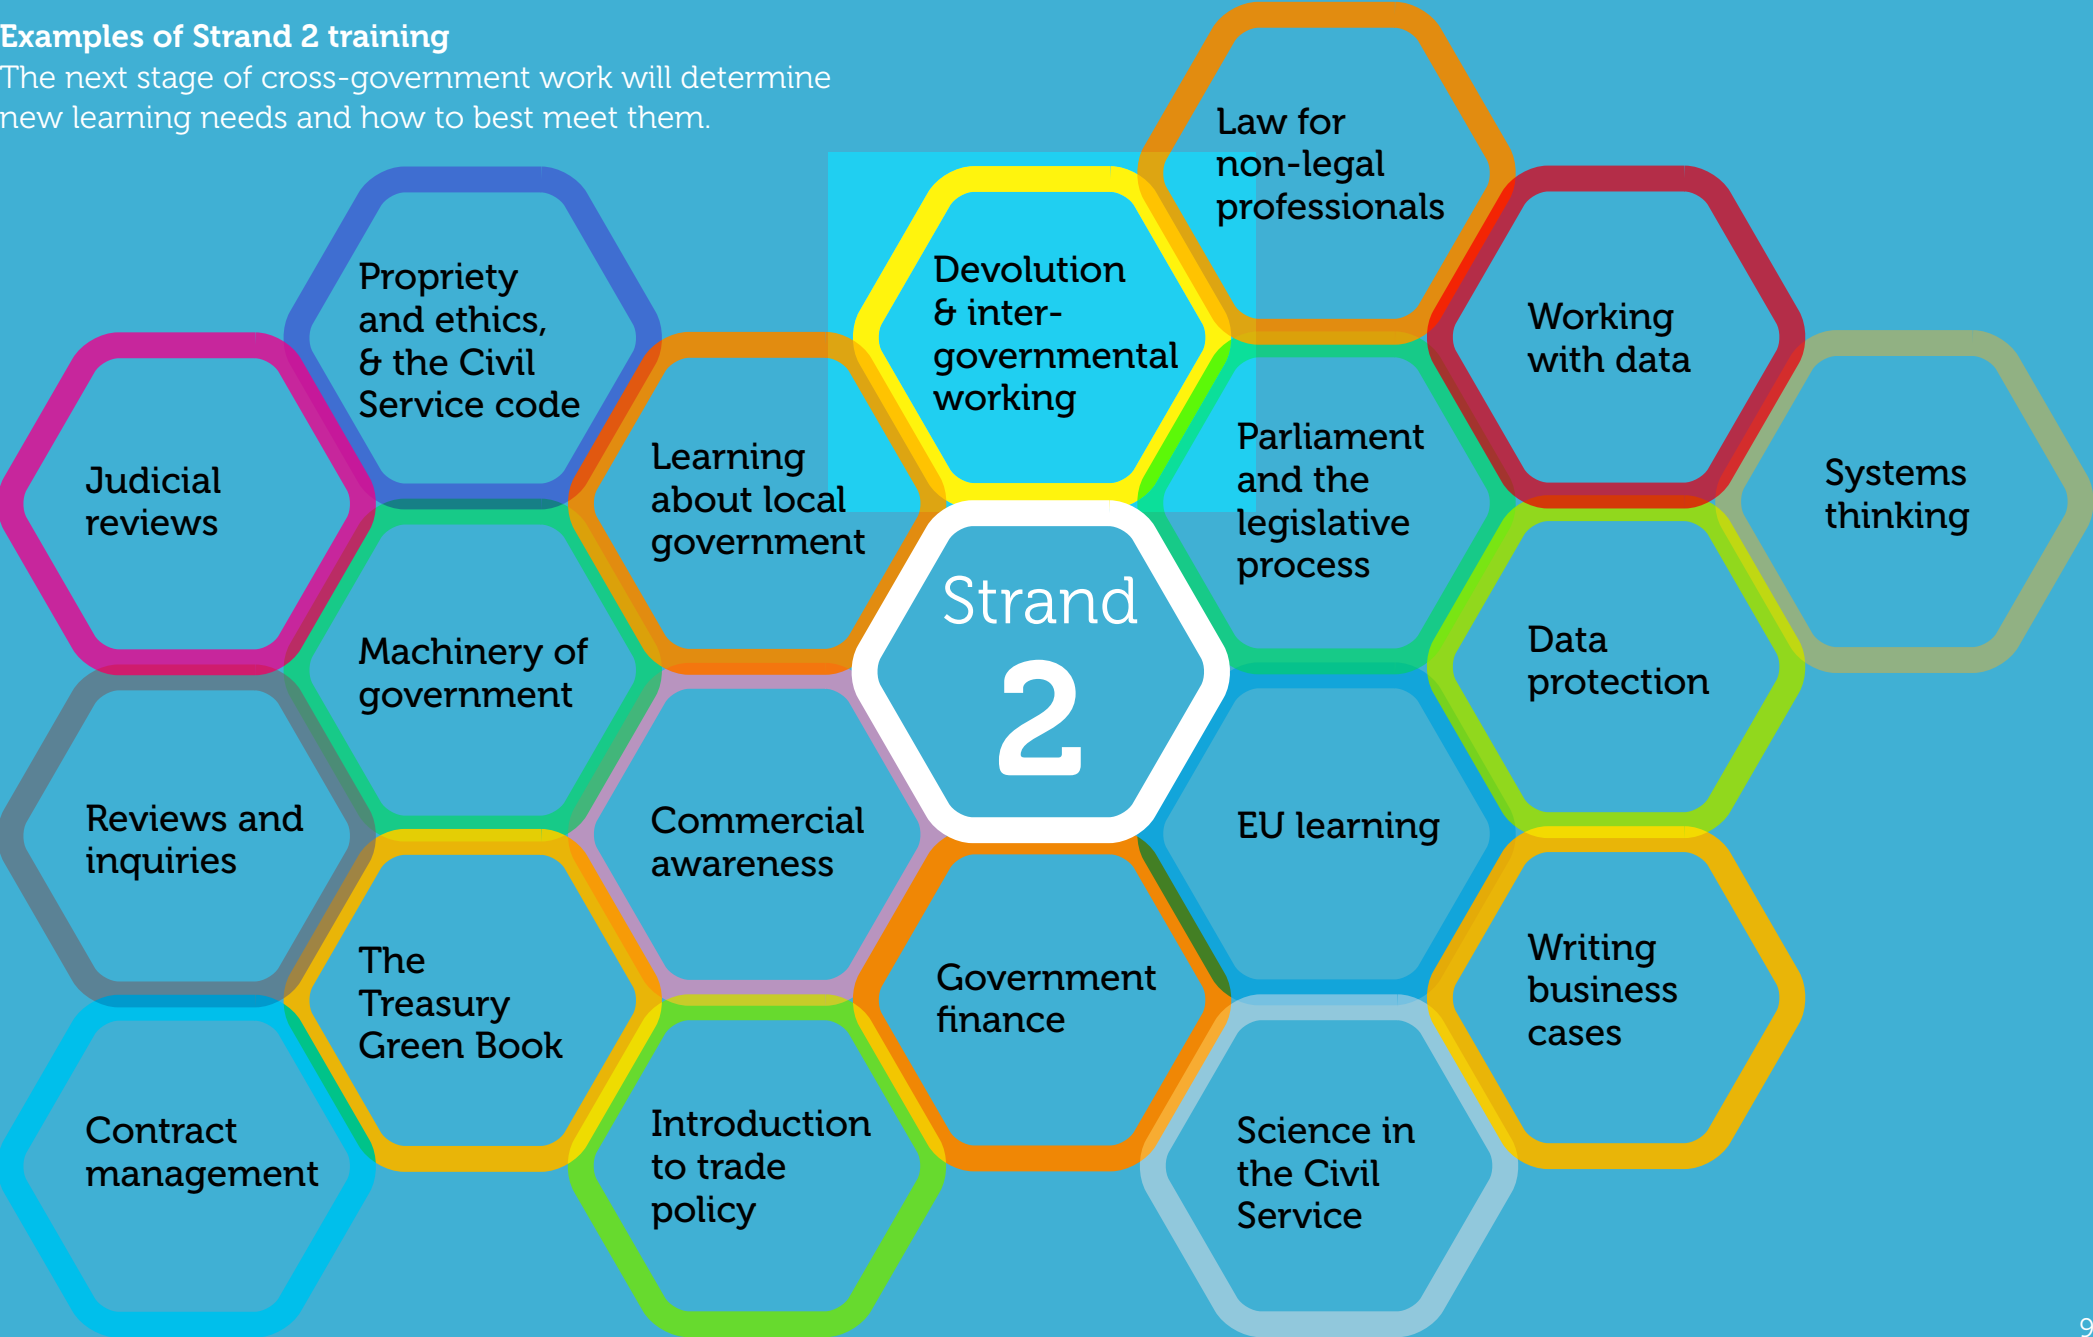 Examples of Strand 2 training
The next stage of cross-government work will determine
new learning needs and how to best meet them.
Law for
non-legal
professionals
Propriety
and ethics,
& the Civil
Service code
Devolution
& inter-
governmental
working
Working
with data
Judicial
reviews
Learning
about local
government
Parliament
and the
legislative
process
Systems
thinking
Machinery of
government
Strand
2
Data
protection
Reviews and
inquiries
Commercial
awareness
EU learning
The
Treasury
Green Book
Government
finance
Writing
business
cases
Contract
management
Introduction
to trade
policy
Science in
the Civil
Service
9